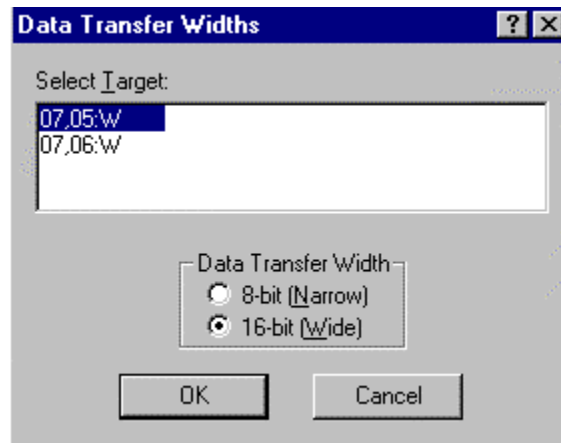 Data Transfer Widths
Select Target:
07,05:W
07,06:W
Data Transfer Width
8-bit (Narrow)
16-bit (Wide)
OK Cancel